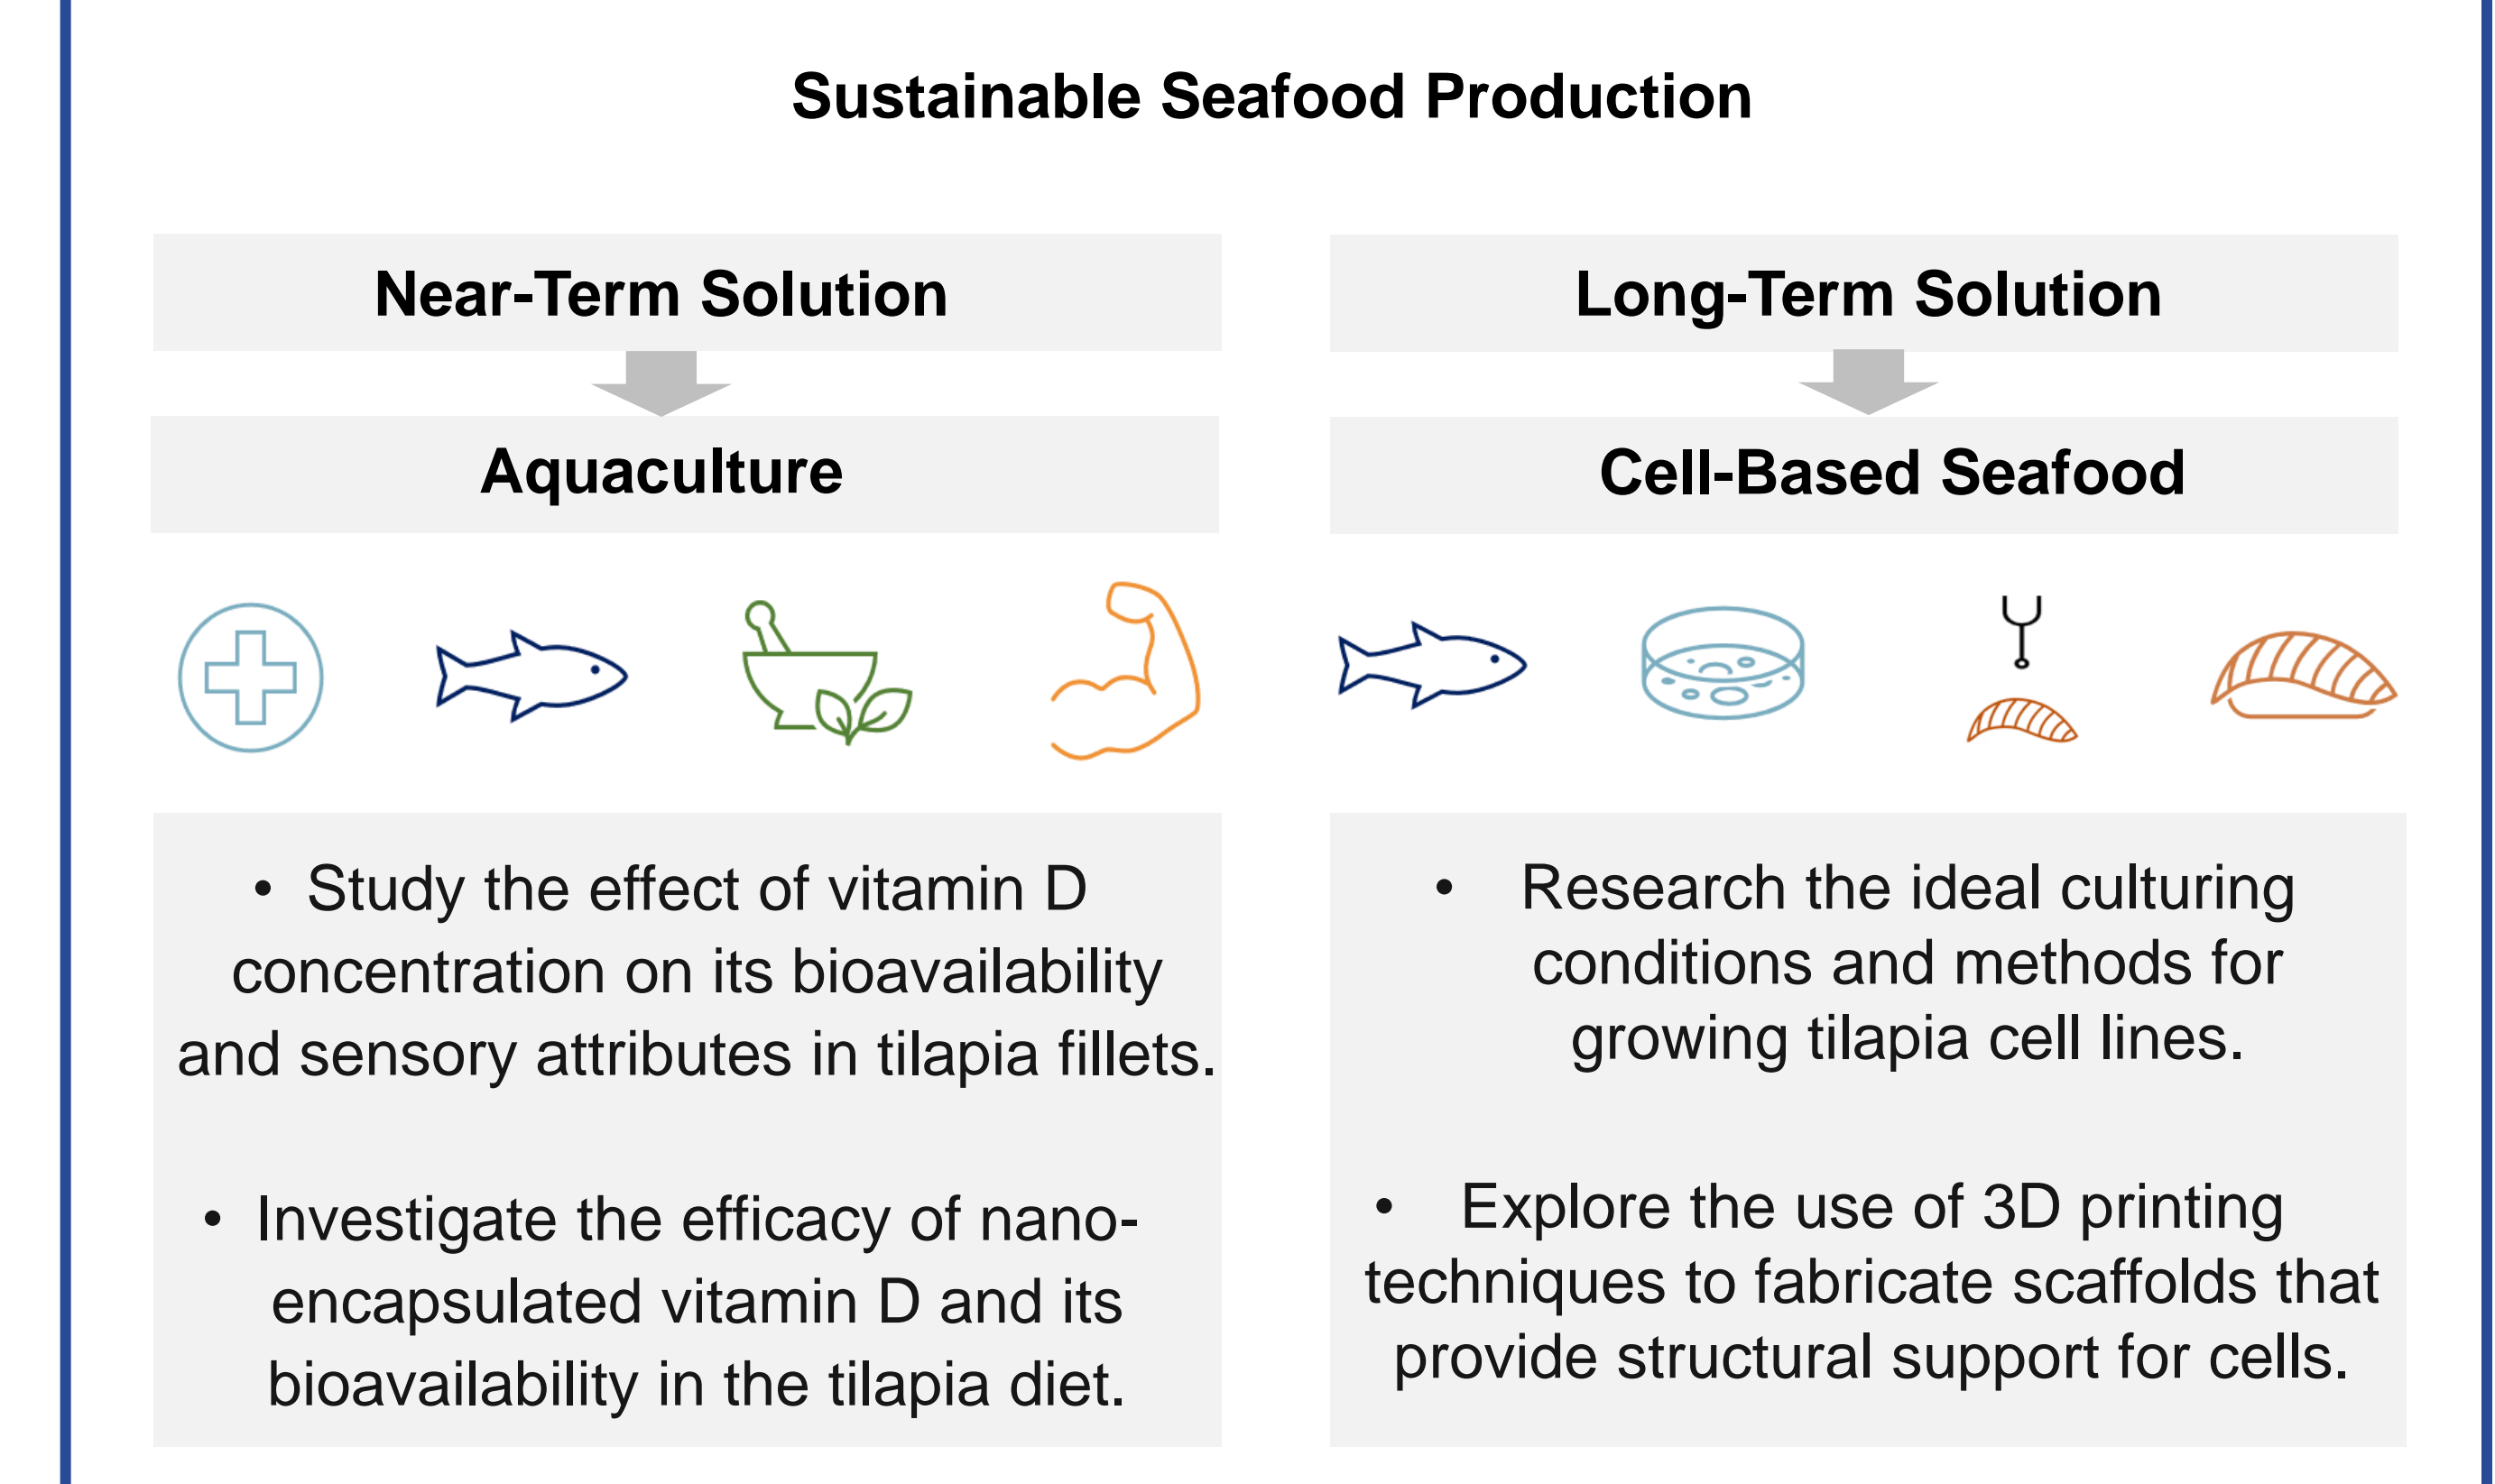 Sustainable Seafood Production
Near-Term Solution
Aquaculture
• Study the effect of vitamin D
concentration on its bioavailability
and sensory attributes in tilapia fillets.
• Investigate the efficacy of nano-
encapsulated vitamin D and its
bioavailability in the tilapia diet.
Long-Term Solution
Cell-Based Seafood
• Research the ideal culturing
conditions and methods for
growing tilapia cell lines.
• Explore the use of 3D printing
techniques to fabricate scaffolds that
provide structural support for cells.